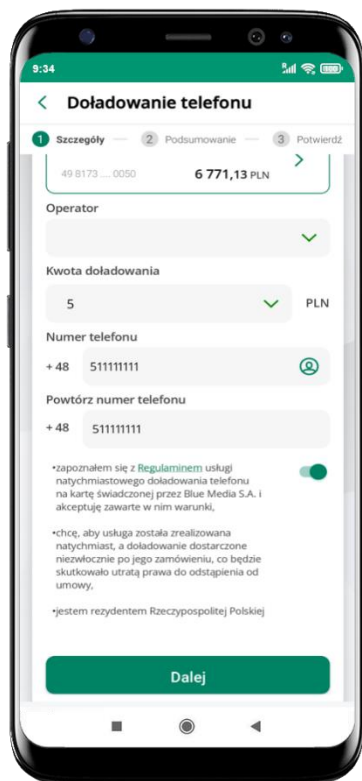 9:34
Doładowanie telefonu
1 Szczegóły 2 Podsumowanie 3 Potwierdź
49 8173 .... 0050 6 771,13 PLN
Operator
Kwota doładowania
5 PLN
Numer telefonu
+ 48 511111111
Powtórz numer telefonu
+ 48 511111111
•zapoznałem się z Regulaminem usługi
natychmiastowego doładowania telefonu
na kartę świadczonej przez Blue Media S.A. i
akceptuję zawarte w nim warunki,
•chcę, aby usługa została zrealizowana
natychmiast, a doładowanie dostarczone
niezwłocznie po jego zamówieniu, co będzie
skutkowało utratą prawa do odstąpienia od
umowy,
•jestem rezydentem Rzeczypospolitej Polskiej
Dalej